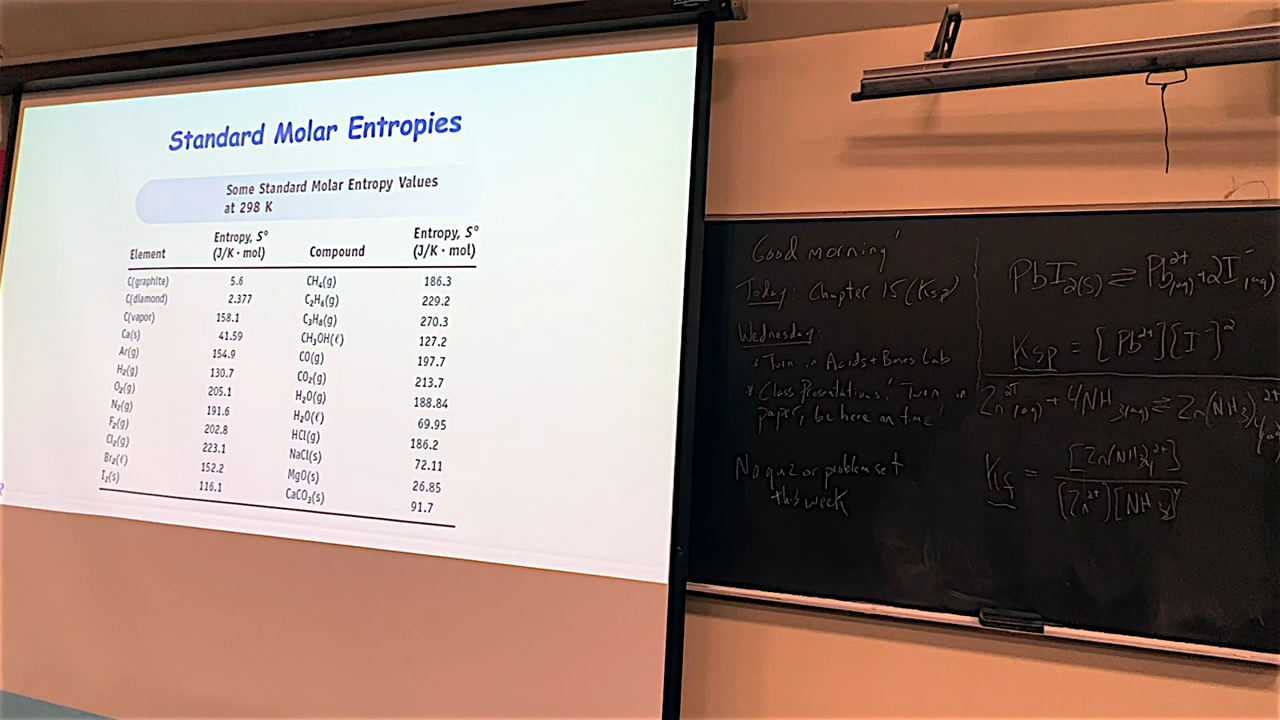 Standard Molar Entropies
Some Standard Molar Entropy Values
at 298 K
Element Entropy, S° (J/K · mol) Compound Entropy, S° (J/K · mol)
C(graphite) 5.6 CH₄(g) 186.3
C(diamond) 2.377 C₂H₆(g) 229.2
C(vapor) 158.1 C₃H₈(g) 270.3
Ca(s) 41.59 CH₃OH(ℓ) 127.2
Ar(g) 154.9 CO(g) 197.7
H₂(g) 130.7 CO₂(g) 213.7
O₂(g) 205.1 H₂O(g) 188.84
N₂(g) 191.6 H₂O(ℓ) 69.95
F₂(g) 202.8 HCl(g) 186.2
Cl₂(g) 223.1 NaCl(s) 72.11
Br₂(ℓ) 152.2 MgO(s) 26.85
I₂(s) 116.1 CaCO₃(s) 91.7
Good morning!
Today: Chapter 15 (Ksp)
Wednesday:
* Turn in Acids + Bases Lab
* Class Presentations! Turn in
paper, be here on time!
No quiz or problem set
this week
PbI₂(s) ⇌ Pb²⁺(aq) + 2I⁻(aq)
Ksp = [Pb²⁺][I⁻]²
Zn²⁺(aq) + 4NH₃(aq) ⇌ Zn(NH₃)₄²⁺(aq)
Kf = [Zn(NH₃)₄²⁺]
[Zn²⁺][NH₃]⁴